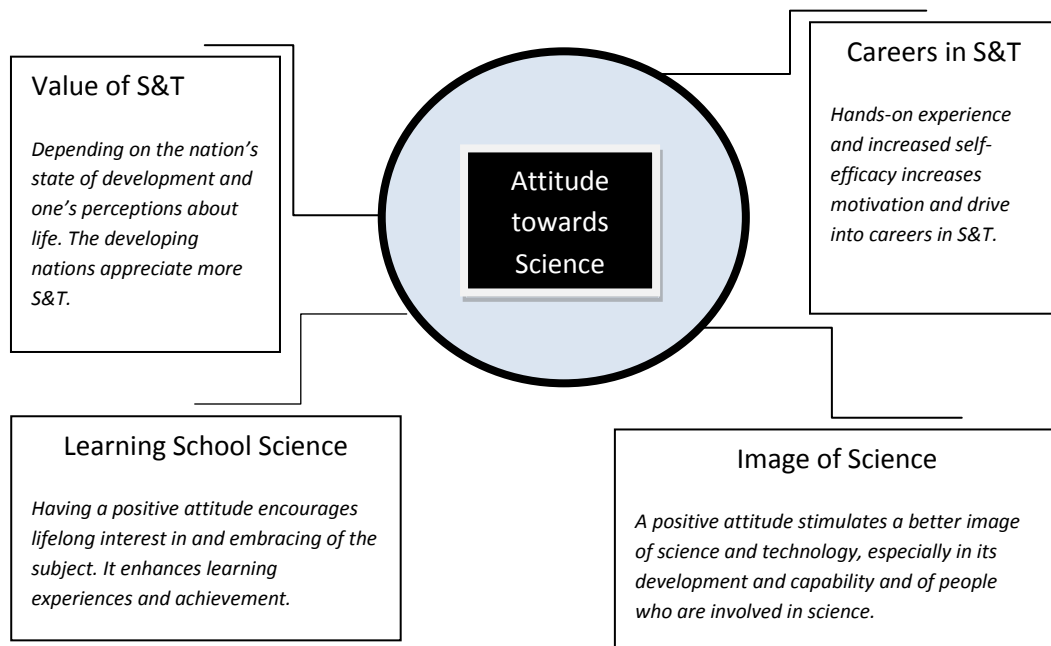 Value of S&T
Depending on the nation's
state of development and
one's perceptions about
life. The developing
nations appreciate more
S&T.
Attitude
towards
Science
Careers in S&T
Hands-on experience
and increased self-
efficacy increases
motivation and drive
into careers in S&T.
Learning School Science
Having a positive attitude encourages
lifelong interest in and embracing of the
subject. It enhances learning
experiences and achievement.
Image of Science
A positive attitude stimulates a better image
of science and technology, especially in its
development and capability and of people
who are involved in science.